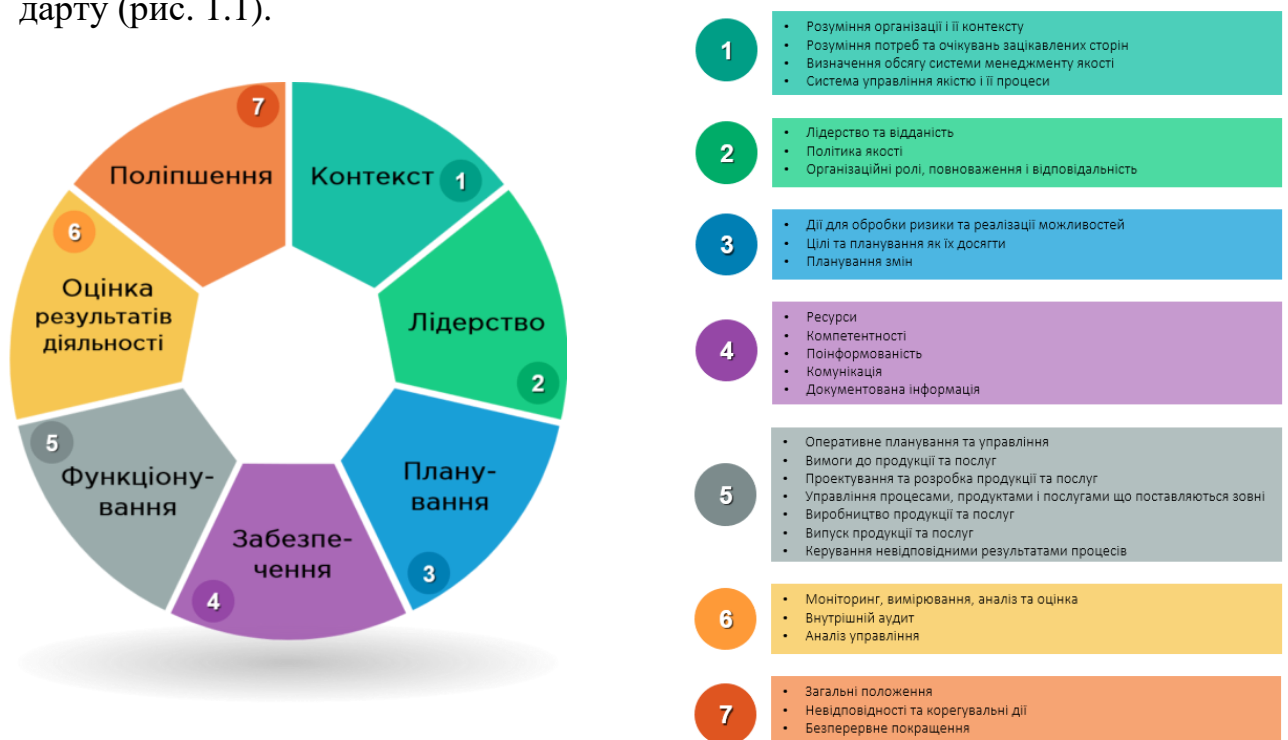 дарту (рис. 1.1).
7
Поліпшення
Контекст 1
6
Оцінка
результатів
діяльності
Лідерство
2
5
Функціону-
вання
Плану-
вання
3
Забезпе-
чення
4
1
• Розуміння організації і її контексту
• Розуміння потреб та очікувань зацікавлених сторін
• Визначення обсягу системи менеджменту якості
• Система управління якістю і її процеси
2
• Лідерство та відданість
• Політика якості
• Організаційні ролі, повноваження і відповідальність
3
• Дії для обробки ризики та реалізації можливостей
• Цілі та планування як їх досягти
• Планування змін
4
• Ресурси
• Компетентності
• Поінформованість
• Комунікація
• Документована інформація
5
• Оперативне планування та управління
• Вимоги до продукції та послуг
• Проектування та розробка продукції та послуг
• Управління процесами, продуктами і послугами що поставляються зовні
• Виробництво продукції та послуг
• Випуск продукції та послуг
• Керування невідповідними результатами процесів
6
• Моніторинг, вимірювання, аналіз та оцінка
• Внутрішній аудит
• Аналіз управління
7
• Загальні положення
• Невідповідності та корегувальні дії
• Безперервне покращення